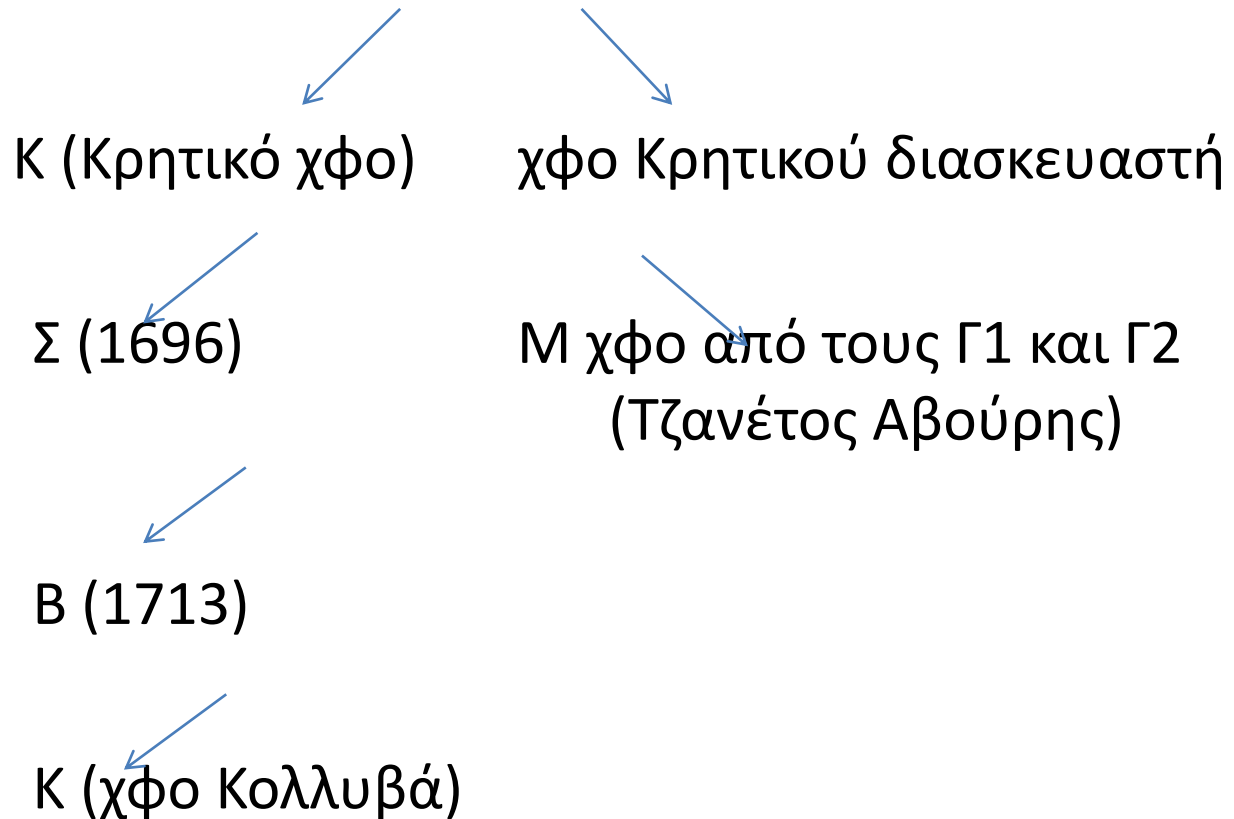 Κ (Κρητικό χφο) χφο Κρητικού διασκευαστή
Σ (1696) Μ χφο από τους Γ1 και Γ2
(Τζανέτος Αβούρης)
Β (1713)
Κ (χφο Κολλυβά)